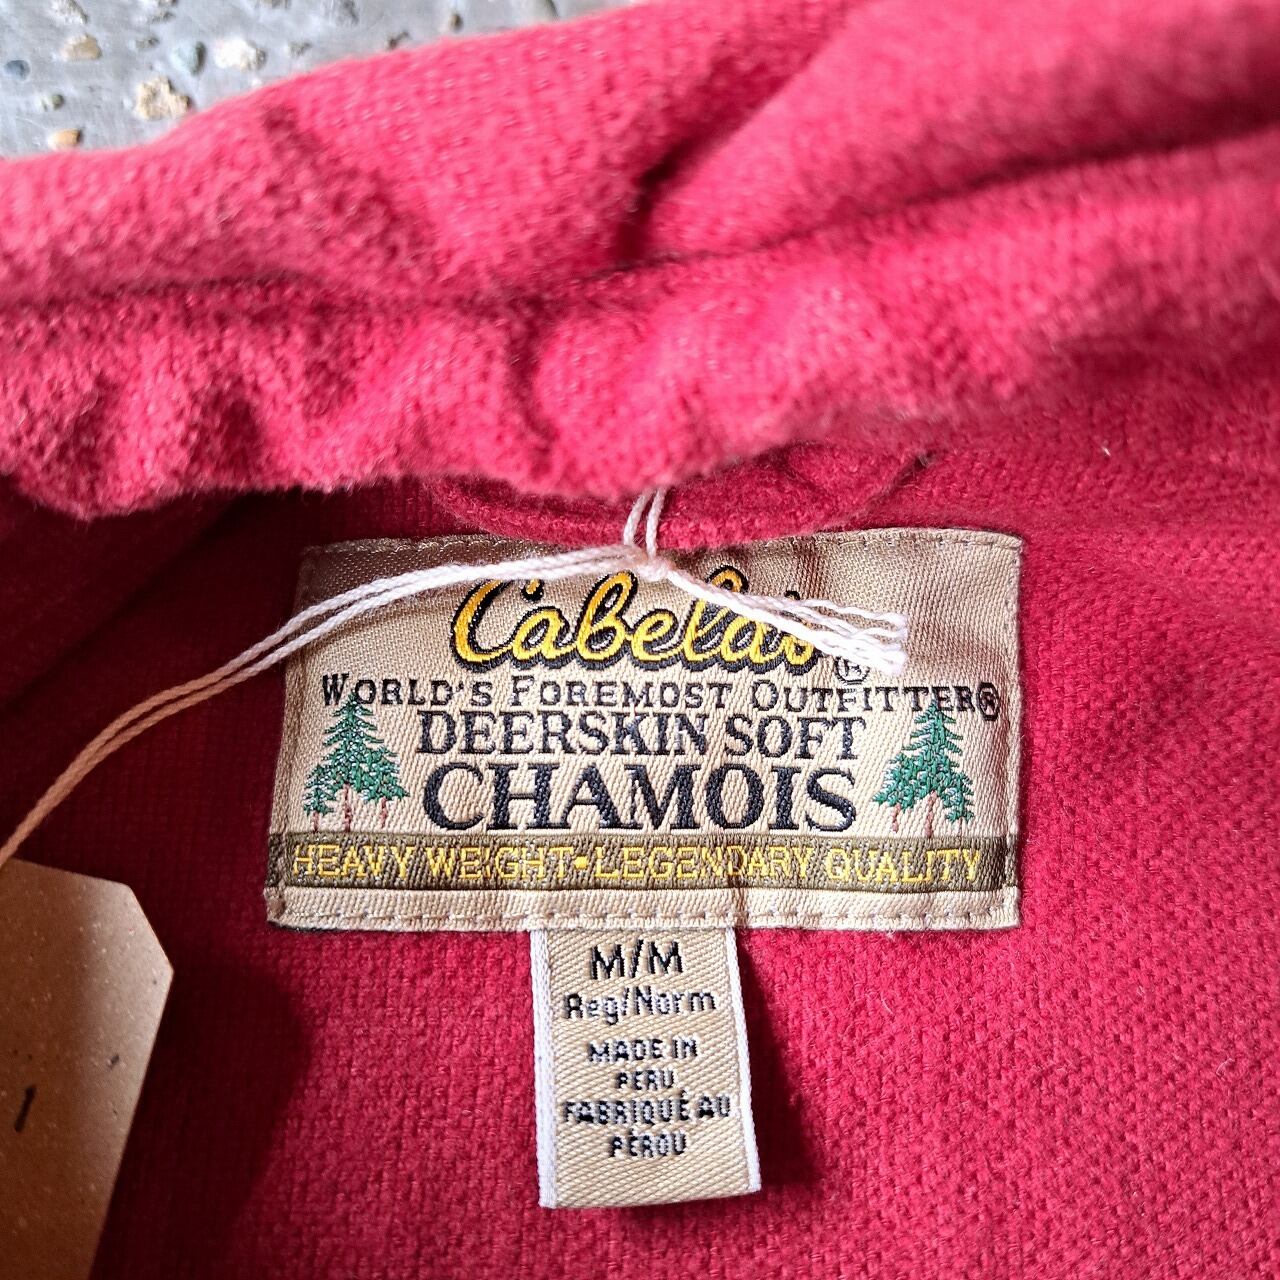 Cabela's®
WORLD'S FOREMOST OUTFITTER®
DEERSKIN SOFT
CHAMOIS
HEAVY WEIGHT•LEGENDARY QUALITY
M/M
Reg/Norm
MADE IN
PERU
FABRIQUÉ AU
PÉROU